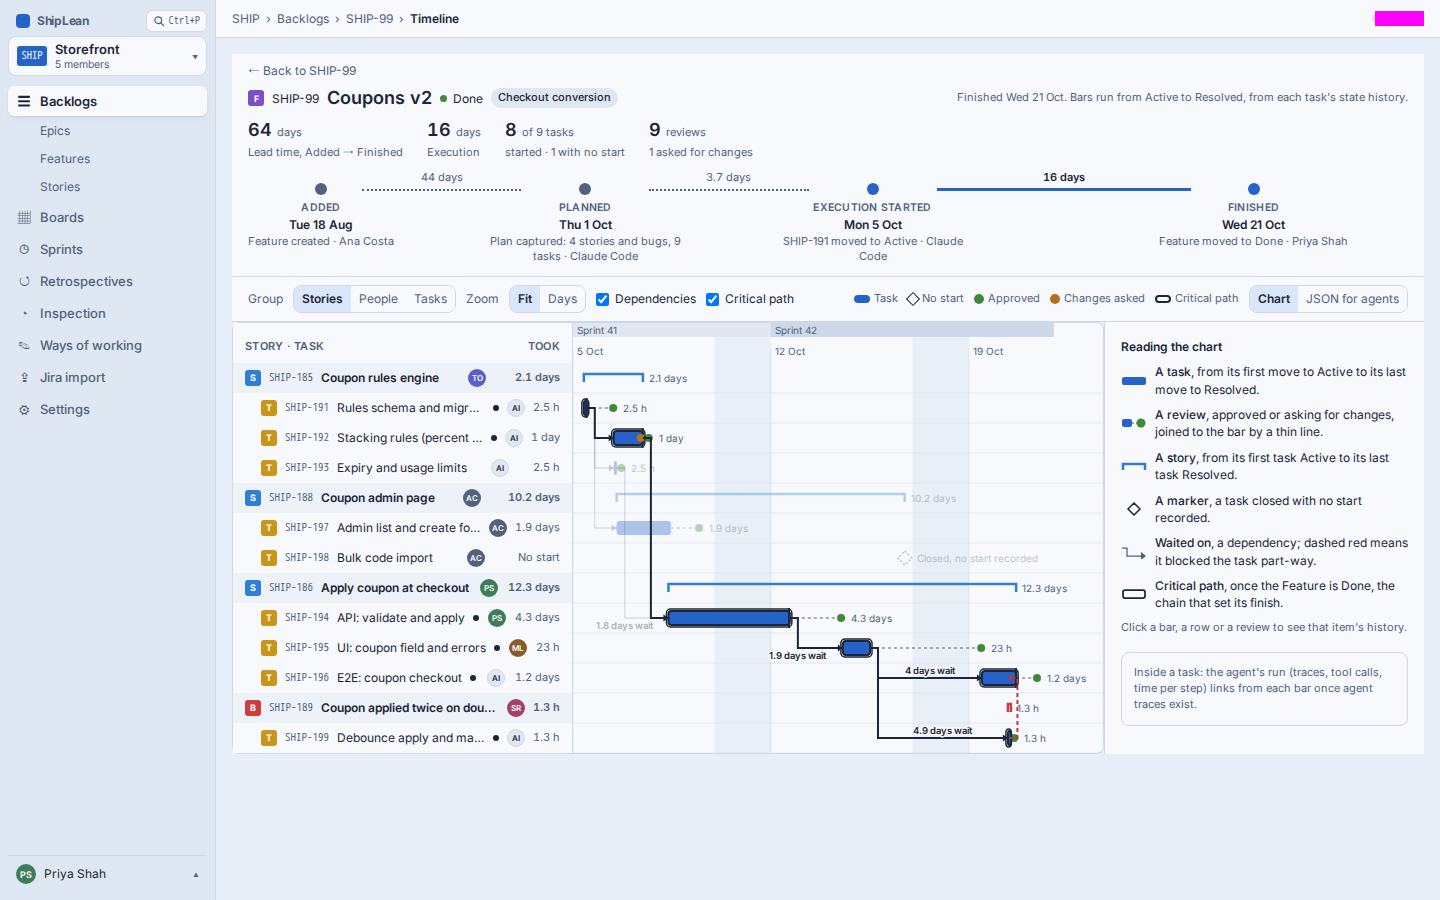 ShipLean
Ctrl+P
SHIP
Storefront
5 members
Backlogs
Epics
Features
Stories
Boards
Sprints
Retrospectives
Inspection
Ways of working
Jira import
Settings
PS
Priya Shah
SHIP › Backlogs › SHIP-99 › Timeline
← Back to SHIP-99
F SHIP-99 Coupons v2 Done Checkout conversion
Finished Wed 21 Oct. Bars run from Active to Resolved, from each task's state history.
64 days
Lead time, Added → Finished
16 days
Execution
8 of 9 tasks
started · 1 with no start
9 reviews
1 asked for changes
44 days
3.7 days
16 days
ADDED
Tue 18 Aug
Feature created · Ana Costa
PLANNED
Thu 1 Oct
Plan captured: 4 stories and bugs, 9
tasks · Claude Code
EXECUTION STARTED
Mon 5 Oct
SHIP-191 moved to Active · Claude
Code
FINISHED
Wed 21 Oct
Feature moved to Done · Priya Shah
Group Stories People Tasks Zoom Fit Days Dependencies Critical path
Task No start Approved Changes asked Critical path Chart JSON for agents
STORY · TASK TOOK
Sprint 41 Sprint 42
5 Oct 12 Oct 19 Oct
S SHIP-185 Coupon rules engine TO 2.1 days
2.1 days
T SHIP-191 Rules schema and migr... AI 2.5 h
2.5 h
T SHIP-192 Stacking rules (percent ... AI 1 day
1 day
T SHIP-193 Expiry and usage limits AI 2.5 h
2.5 h
S SHIP-188 Coupon admin page AC 10.2 days
10.2 days
T SHIP-197 Admin list and create fo... AC 1.9 days
1.9 days
T SHIP-198 Bulk code import AC No start
Closed, no start recorded
S SHIP-186 Apply coupon at checkout PS 12.3 days
12.3 days
T SHIP-194 API: validate and apply PS 4.3 days
1.8 days wait
4.3 days
T SHIP-195 UI: coupon field and errors ML 23 h
1.9 days wait
23 h
T SHIP-196 E2E: coupon checkout AI 1.2 days
4 days wait
1.2 days
B SHIP-189 Coupon applied twice on dou... SR 1.3 h
1.3 h
T SHIP-199 Debounce apply and ma... AI 1.3 h
4.9 days wait
1.3 h
Reading the chart
A task, from its first move to Active to its last
move to Resolved.
A review, approved or asking for changes,
joined to the bar by a thin line.
A story, from its first task Active to its last
task Resolved.
A marker, a task closed with no start
recorded.
Waited on, a dependency; dashed red means
it blocked the task part-way.
Critical path, once the Feature is Done, the
chain that set its finish.
Click a bar, a row or a review to see that item's history.
Inside a task: the agent's run (traces, tool calls,
time per step) links from each bar once agent
traces exist.